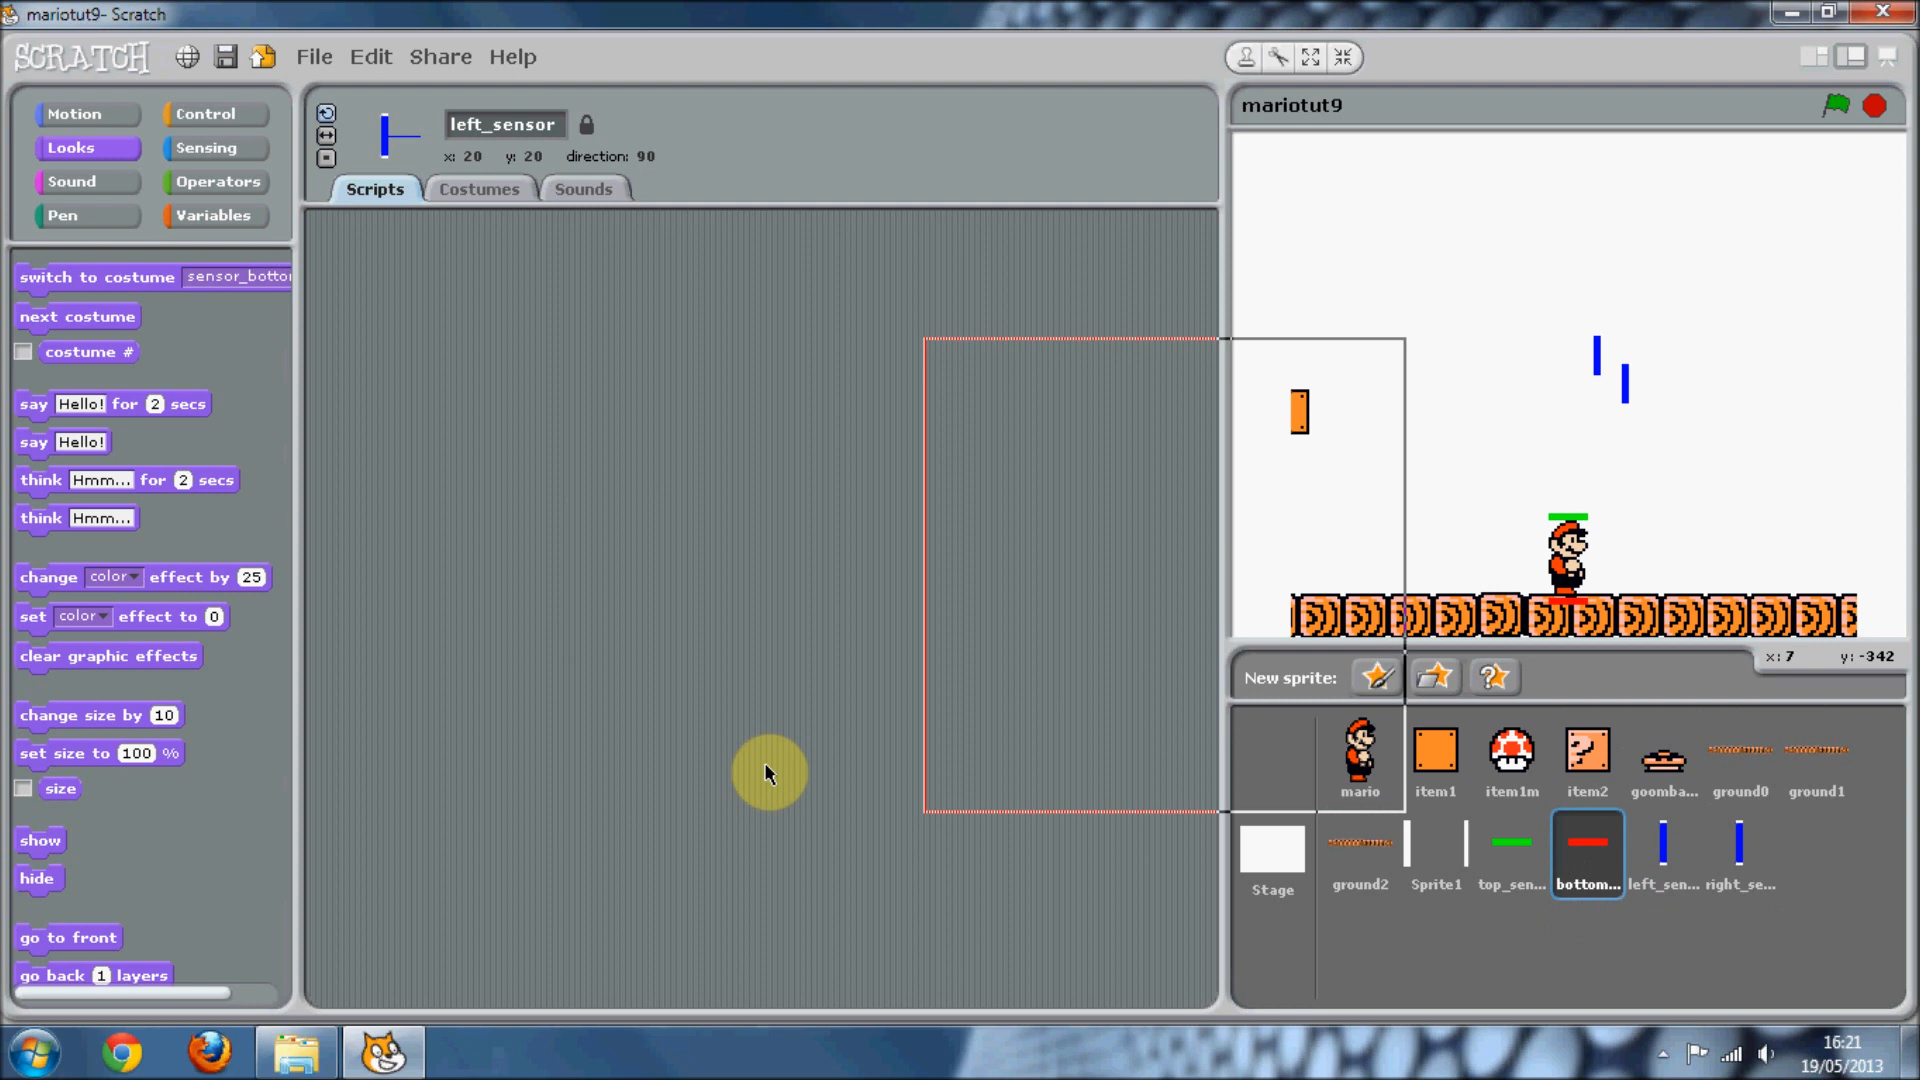 mariotut9- Scratch
SCRATCH
File Edit Share Help
Motion Control
Looks Sensing
Sound Operators
Pen Variables
switch to costume sensor_botto
next costume
costume #
say Hello! for 2 secs
say Hello!
think Hmm... for 2 secs
think Hmm...
change color effect by 25
set color effect to 0
clear graphic effects
change size by 10
set size to 100 %
size
show
hide
go to front
go back 1 layers
left_sensor
x: 20 y: 20 direction: 90
Scripts Costumes Sounds
mariotut9
x: 7 y: -342
New sprite:
mario item1 item1m item2 goomba... ground0 ground1
Stage ground2 Sprite1 top_sen... bottom... left_sen... right_se...
16:21
19/05/2013